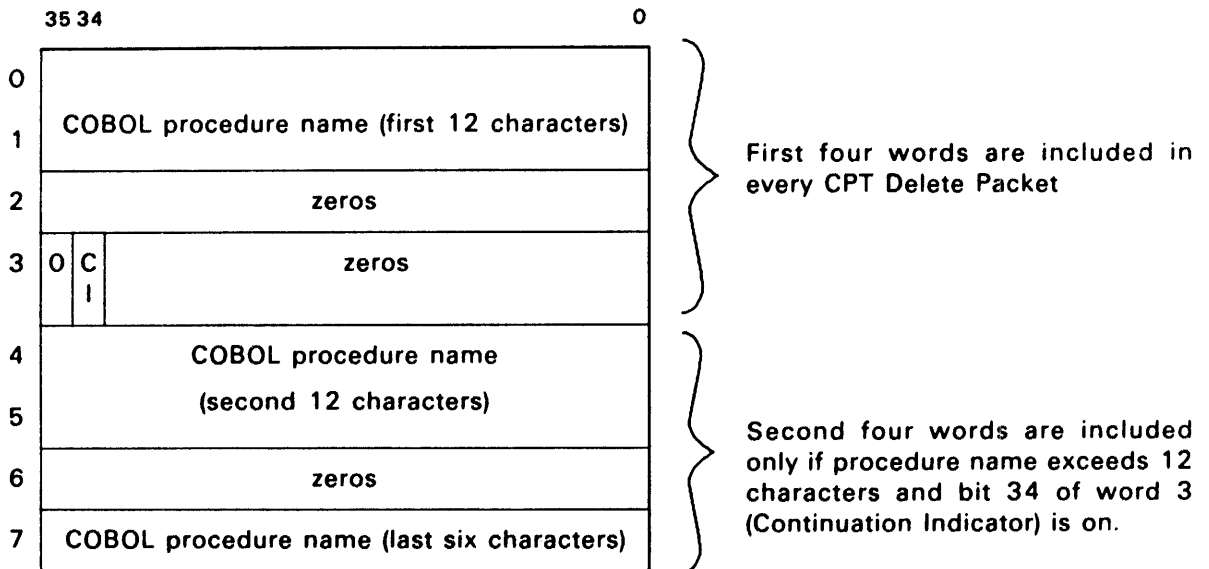 35 34 0
0
1 COBOL procedure name (first 12 characters)
First four words are included in
every CPT Delete Packet
2 zeros
3 0 C zeros
I
4 COBOL procedure name
(second 12 characters)
5
Second four words are included
only if procedure name exceeds 12
characters and bit 34 of word 3
(Continuation Indicator) is on.
6 zeros
7 COBOL procedure name (last six characters)